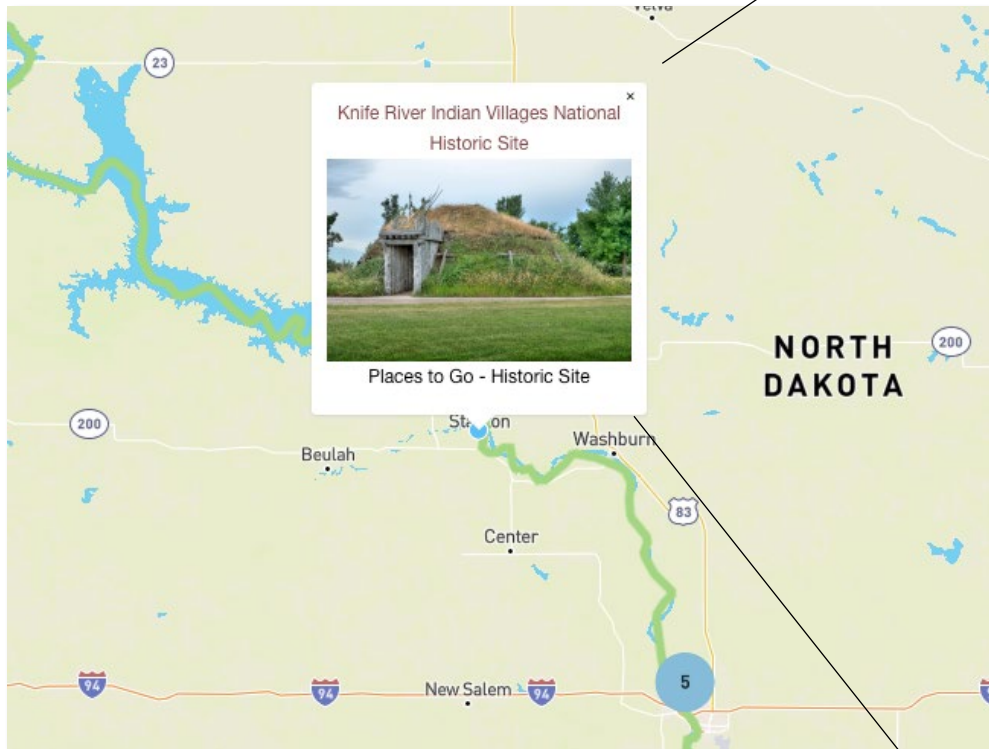 Velva
23
×
Knife River Indian Villages National
Historic Site
Places to Go - Historic Site
NORTH
DAKOTA
200
200
Washburn
Beulah
83
Center
94
New Salem
94
94
5